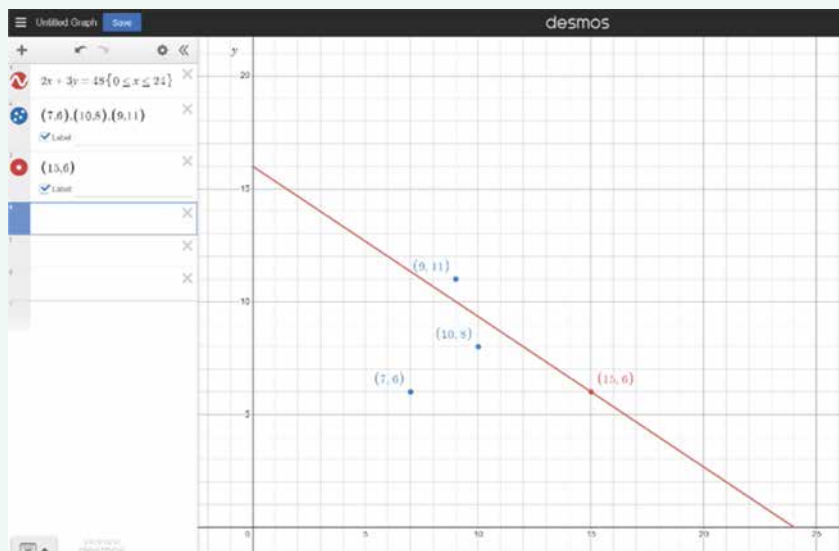 Untitled Graph Save desmos
2x + 3y = 48{0 ≤ x ≤ 24}
(7,6),(10,8),(9,11)
Label
(15,6)
Label
y
20
15
(9, 11)
10
(10, 8)
(7, 6)
(15, 6)
5
0 5 10 15 20 25
desmos